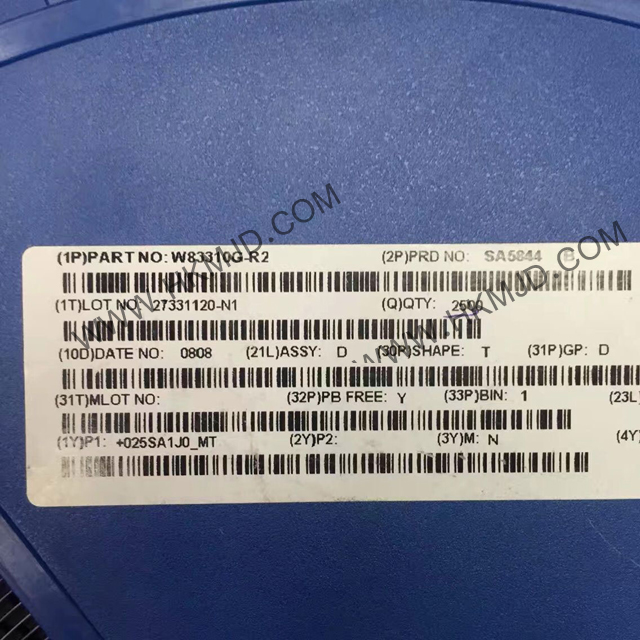 (1P)PART NO: W83310G-R2 (2P)PRD NO: SA5844 B
(1T)LOT NO: 27331120-N1 (Q)QTY: 2500
(10D)DATE NO: 0808 (21L)ASSY: D (30P)SHAPE: T (31P)GP: D
(31T)MLOT NO: (32P)PB FREE: Y (33P)BIN: 1 (23L)
(1Y)P1: +025SA1J0_MT (2Y)P2: (3Y)M: N (4Y)
WWW.HKMJD.COM
WWW.HKMJD.COM